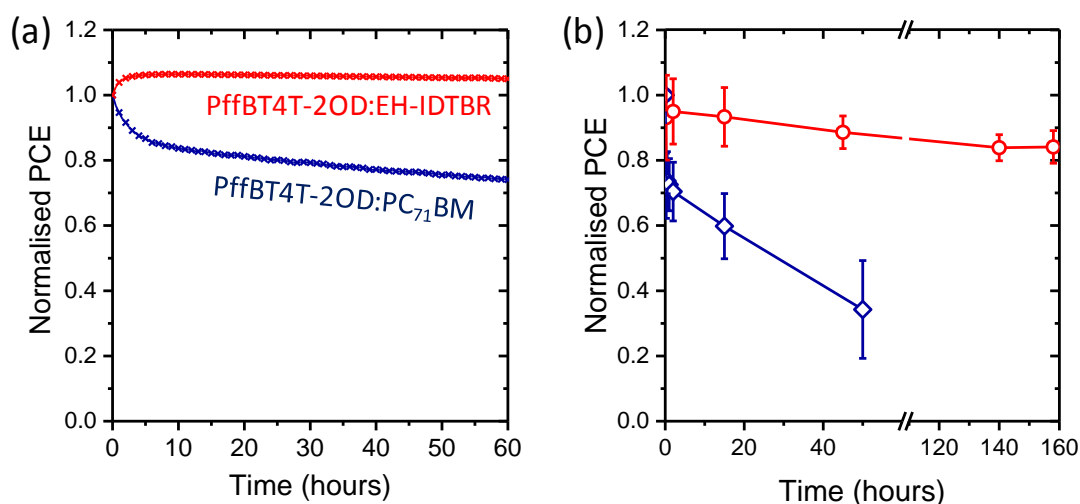 (a)
1.2
1.0
0.8
0.6
0.4
0.2
0.0
Normalised PCE
PffBT4T-2OD:EH-IDTBR
PffBT4T-2OD:PC₇₁BM
0 10 20 30 40 50 60
Time (hours)
(b)
1.2
1.0
0.8
0.6
0.4
0.2
0.0
Normalised PCE
0 20 40 120 140 160
Time (hours)